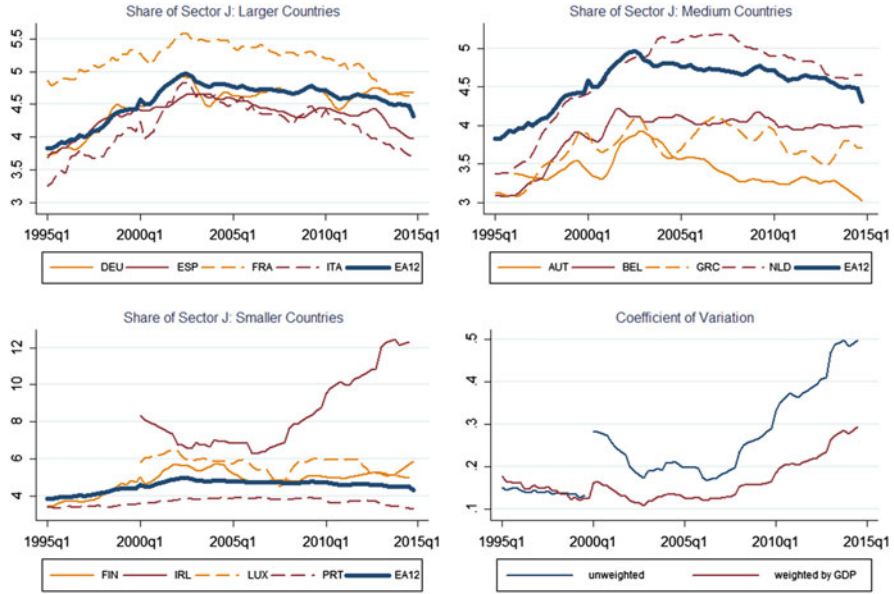 Share of Sector J: Larger Countries
5.5
5
4.5
4
3.5
3
1995q1 2000q1 2005q1 2010q1 2015q1
DEU ESP FRA ITA EA12
Share of Sector J: Medium Countries
5
4.5
4
3.5
3
1995q1 2000q1 2005q1 2010q1 2015q1
AUT BEL GRC NLD EA12
Share of Sector J: Smaller Countries
12
10
8
6
4
1995q1 2000q1 2005q1 2010q1 2015q1
FIN IRL LUX PRT EA12
Coefficient of Variation
.5
.4
.3
.2
.1
1995q1 2000q1 2005q1 2010q1 2015q1
unweighted weighted by GDP